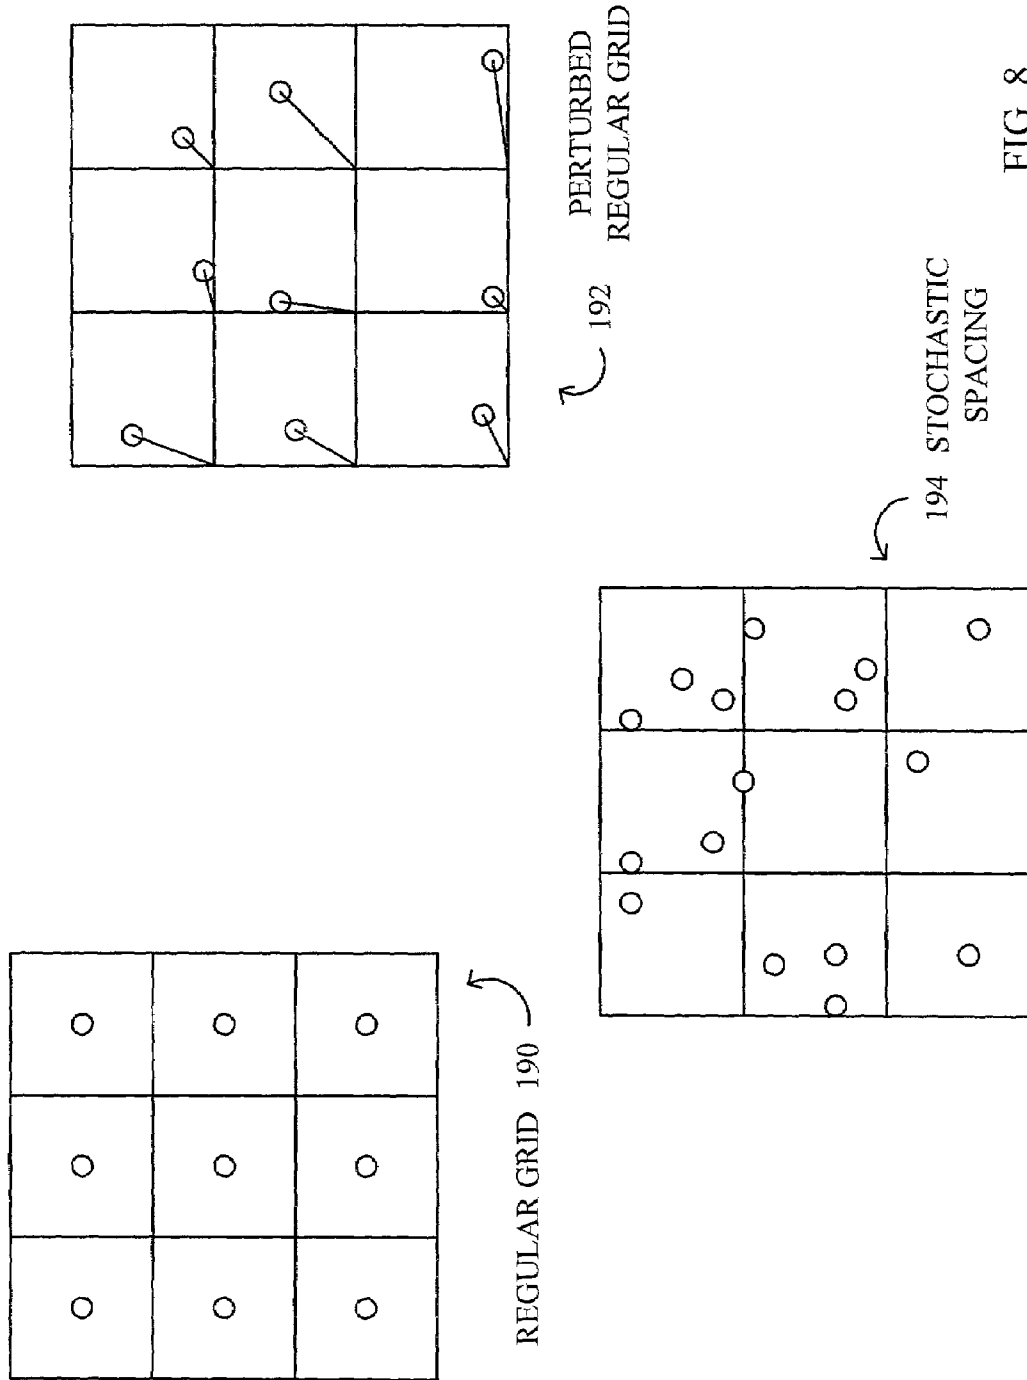 REGULAR GRID 190
192
PERTURBED
REGULAR GRID
194 STOCHASTIC
SPACING
FIG. 8